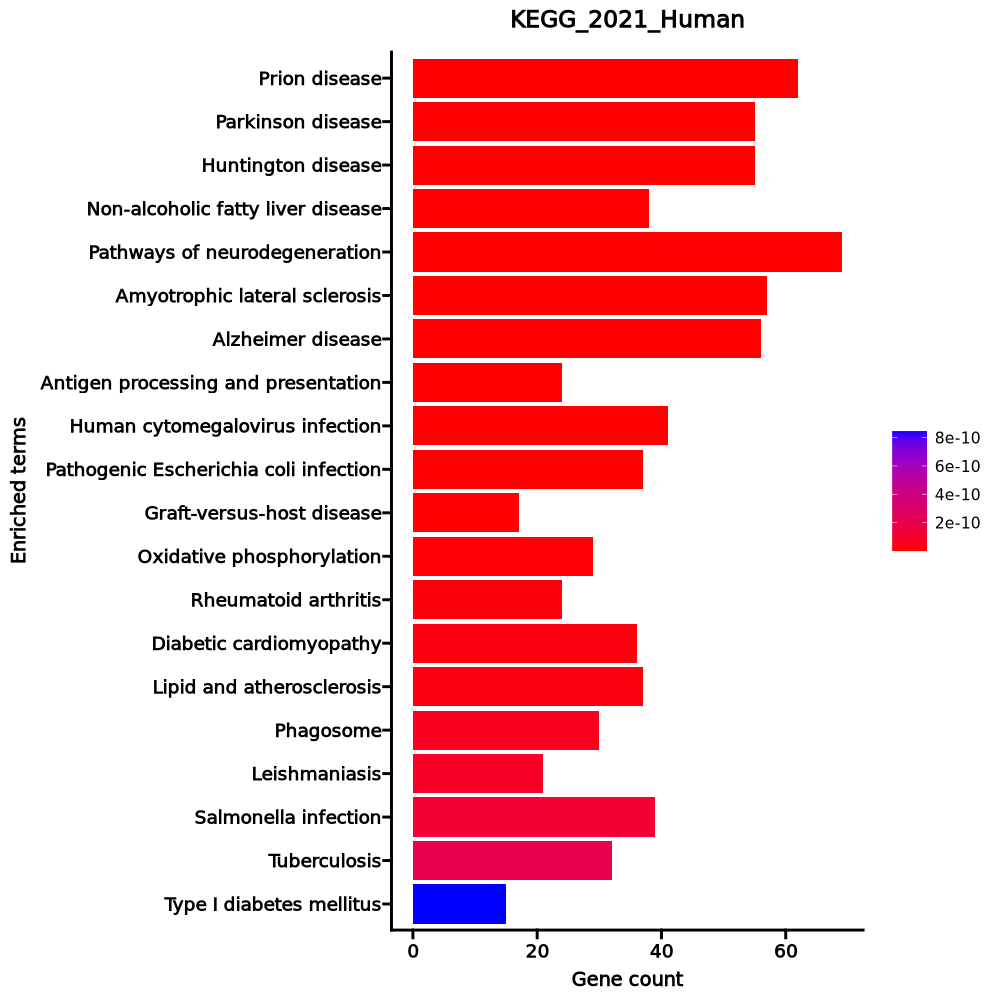 KEGG_2021_Human
Prion disease
Parkinson disease
Huntington disease
Non-alcoholic fatty liver disease
Pathways of neurodegeneration
Amyotrophic lateral sclerosis
Alzheimer disease
Antigen processing and presentation
Human cytomegalovirus infection
Pathogenic Escherichia coli infection
Graft-versus-host disease
Oxidative phosphorylation
Rheumatoid arthritis
Diabetic cardiomyopathy
Lipid and atherosclerosis
Phagosome
Leishmaniasis
Salmonella infection
Tuberculosis
Type I diabetes mellitus
Enriched terms
0 20 40 60
Gene count
8e-10
6e-10
4e-10
2e-10